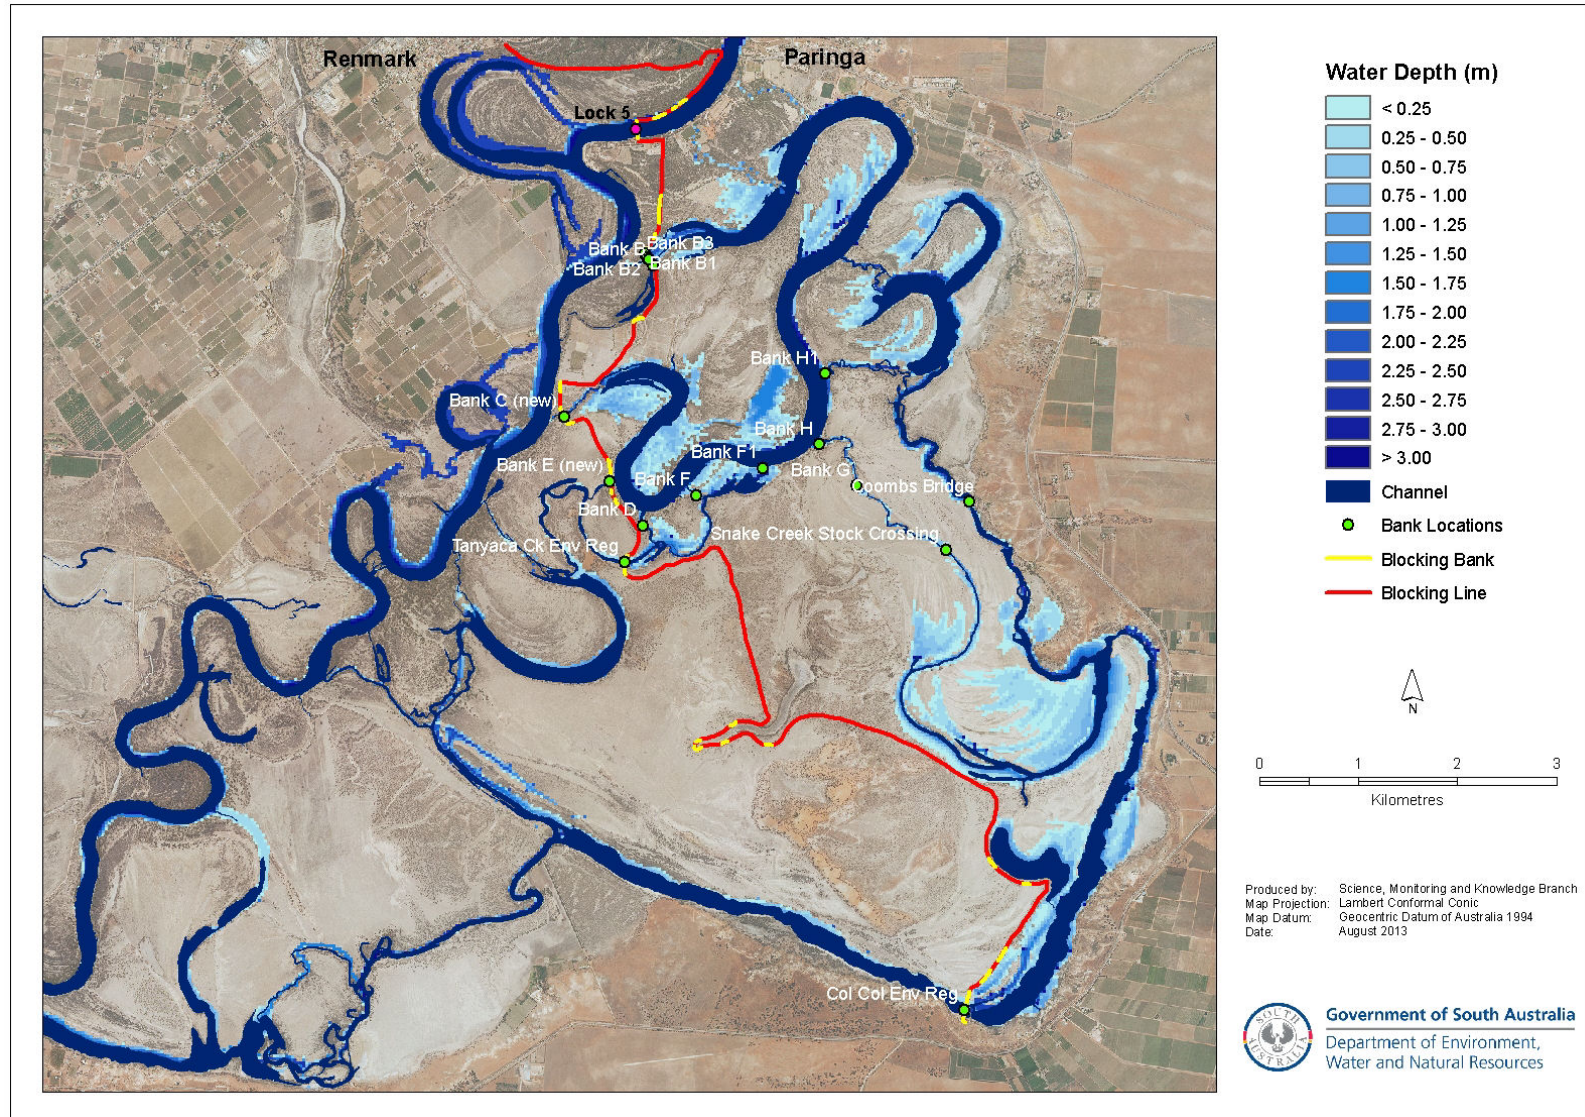 Renmark
Paringa
Lock 5
Bank B
Bank B3
Bank B2
Bank B1
Bank H1
Bank C (new)
Bank H
Bank F1
Bank E (new)
Bank F
Bank G
Coombs Bridge
Bank D
Snake Creek Stock Crossing
Tanyaca Ck Env Reg
Col Col Env Reg
Water Depth (m)
< 0.25
0.25 - 0.50
0.50 - 0.75
0.75 - 1.00
1.00 - 1.25
1.25 - 1.50
1.50 - 1.75
1.75 - 2.00
2.00 - 2.25
2.25 - 2.50
2.50 - 2.75
2.75 - 3.00
> 3.00
Channel
Bank Locations
Blocking Bank
Blocking Line
N
0 1 2 3
Kilometres
Produced by: Science, Monitoring and Knowledge Branch
Map Projection: Lambert Conformal Conic
Map Datum: Geocentric Datum of Australia 1994
Date: August 2013
SOUTH AUSTRALIA
Government of South Australia
Department of Environment,
Water and Natural Resources